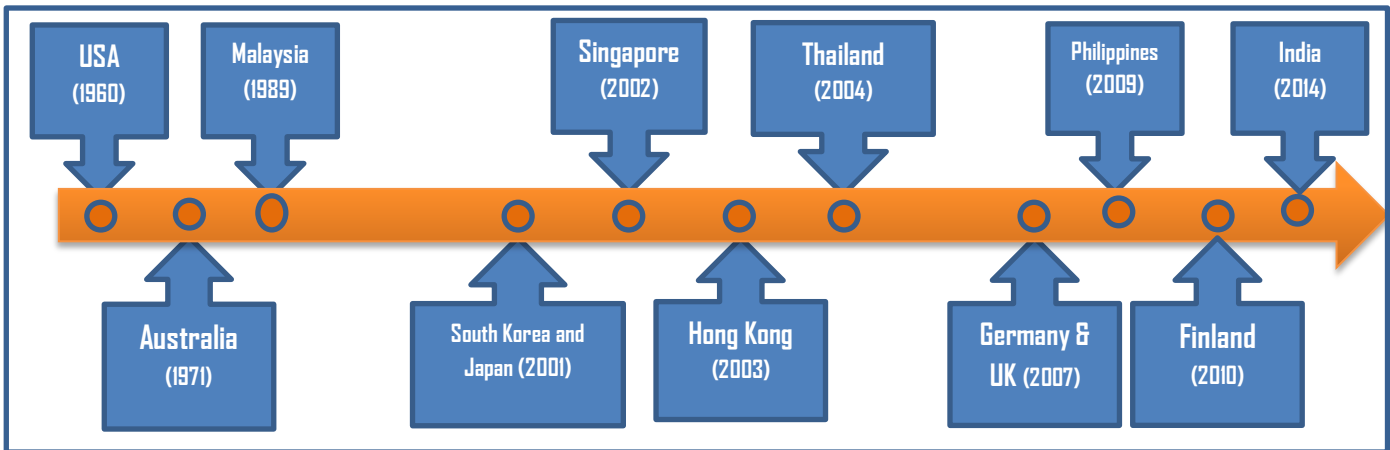 USA
(1960)
Malaysia
(1989)
Singapore
(2002)
Thailand
(2004)
Philippines
(2009)
India
(2014)
Australia
(1971)
South Korea and
Japan (2001)
Hong Kong
(2003)
Germany &
UK (2007)
Finland
(2010)